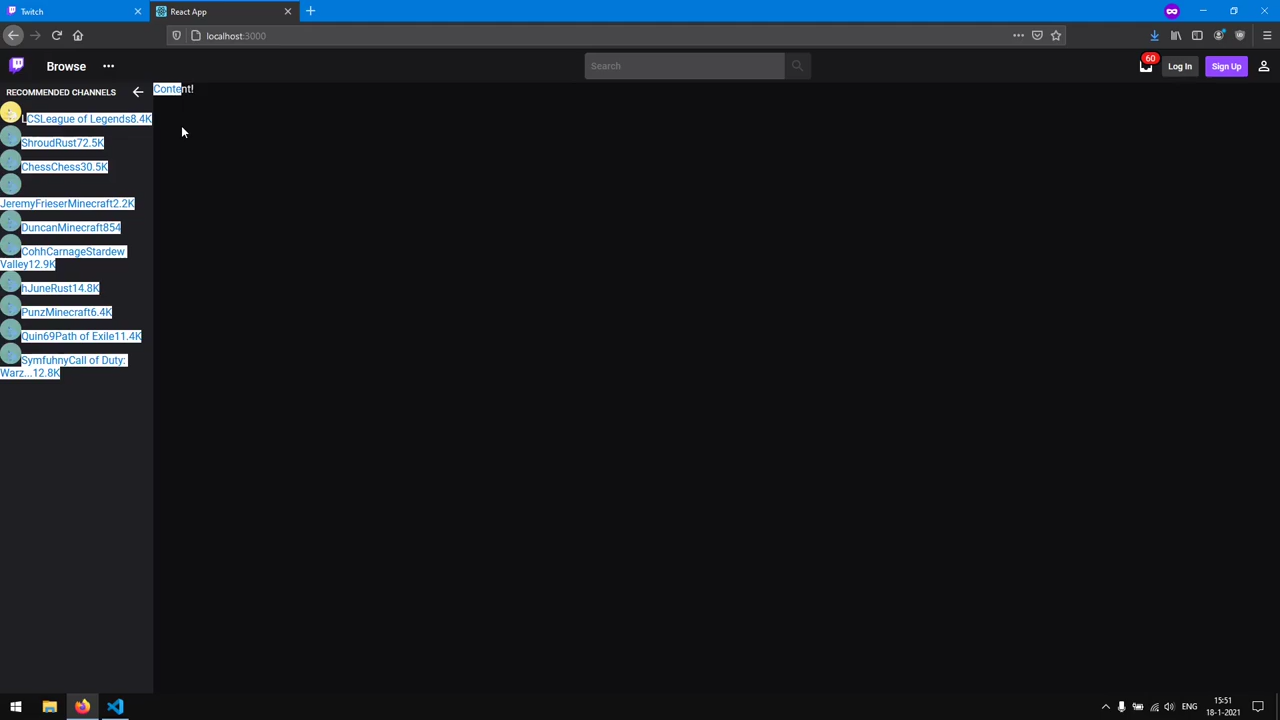 Twitch
React App
localhost:3000
60
Browse
Search
Log In
Sign Up
RECOMMENDED CHANNELS
Content!
LCSLeague of Legends8.4K
ShroudRust72.5K
ChessChess30.5K
JeremyFrieserMinecraft2.2K
DuncanMinecraft854
CohhCarnageStardew
Valley12.9K
hJuneRust14.8K
PunzMinecraft6.4K
Quin69Path of Exile11.4K
SymfuhnyCall of Duty:
Warz...12.8K
ENG
15:51
18-1-2021